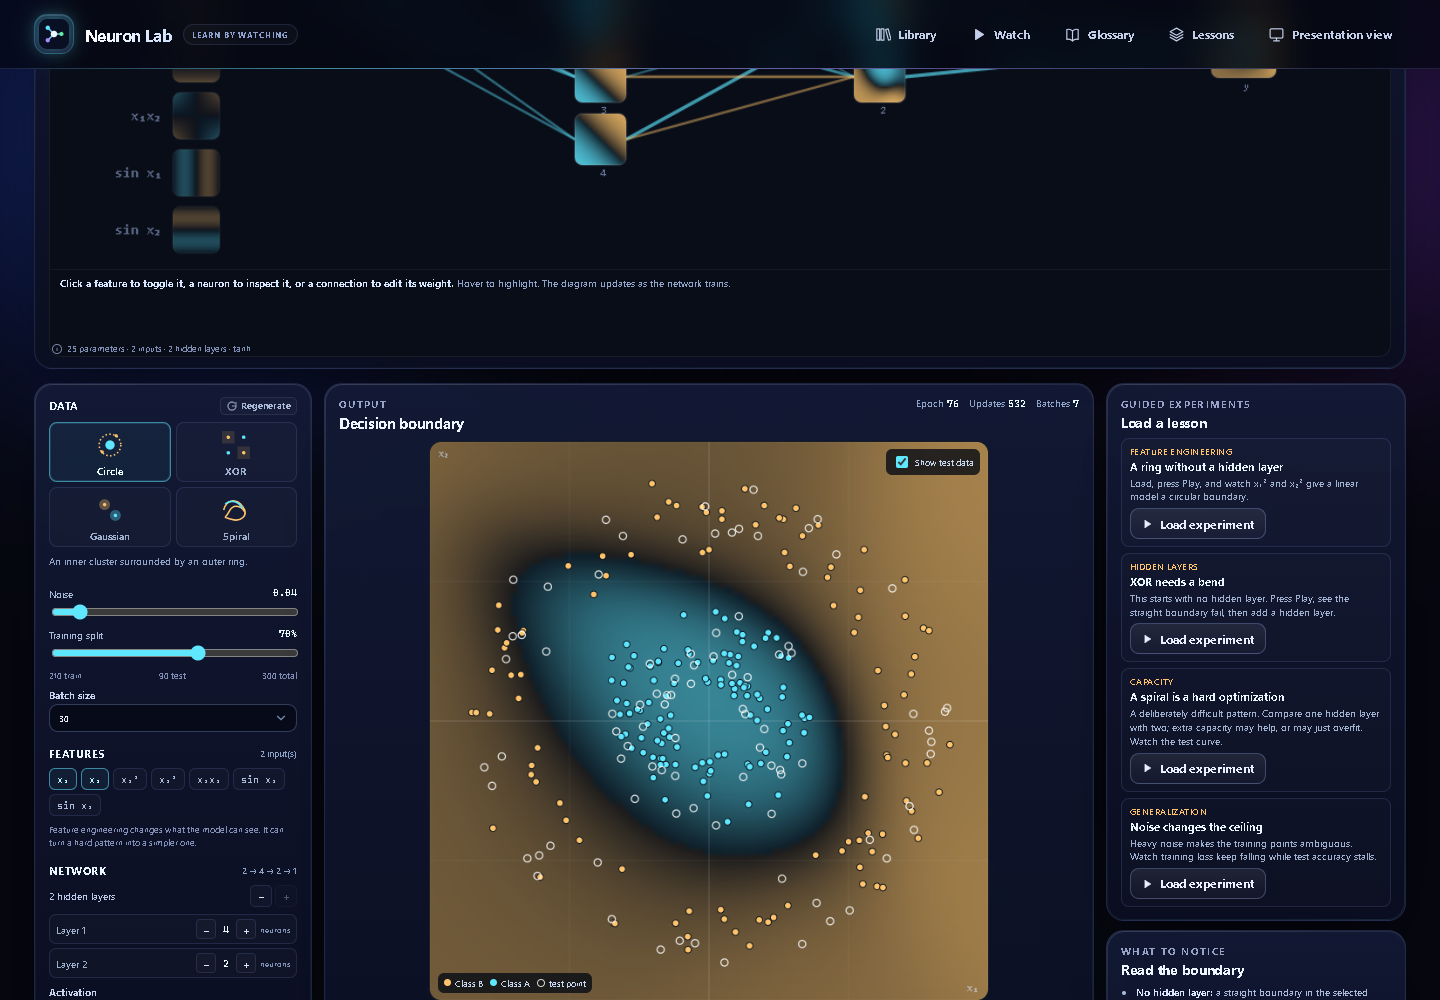 Neuron Lab
LEARN BY WATCHING
Library
Watch
Glossary
Lessons
Presentation view
3
2
y
x₁x₂
4
sin x₁
sin x₂
Click a feature to toggle it, a neuron to inspect it, or a connection to edit its weight. Hover to highlight. The diagram updates as the network trains.
25 parameters · 2 inputs · 2 hidden layers · tanh
DATA
Regenerate
Circle
XOR
Gaussian
Spiral
An inner cluster surrounded by an outer ring.
Noise 0.04
Training split 70%
210 train 90 test 300 total
Batch size
30
FEATURES 2 input(s)
x₁ x₂ x₁² x₂² x₁x₂ sin x₁
sin x₂
Feature engineering changes what the model can see. It can
turn a hard pattern into a simpler one.
NETWORK 2 → 4 → 2 → 1
2 hidden layers − +
Layer 1 − 4 + neurons
Layer 2 − 2 + neurons
Activation
OUTPUT
Decision boundary
Epoch 76 Updates 532 Batches 7
x₂
Show test data
Class B Class A test point
x₁
GUIDED EXPERIMENTS
Load a lesson
FEATURE ENGINEERING
A ring without a hidden layer
Load, press Play, and watch x₁² and x₂² give a linear
model a circular boundary.
Load experiment
HIDDEN LAYERS
XOR needs a bend
This starts with no hidden layer. Press Play, see the
straight boundary fail, then add a hidden layer.
Load experiment
CAPACITY
A spiral is a hard optimization
A deliberately difficult pattern. Compare one hidden layer
with two; extra capacity may help, or may just overfit.
Watch the test curve.
Load experiment
GENERALIZATION
Noise changes the ceiling
Heavy noise makes the training points ambiguous.
Watch training loss keep falling while test accuracy stalls.
Load experiment
WHAT TO NOTICE
Read the boundary
• No hidden layer: a straight boundary in the selected